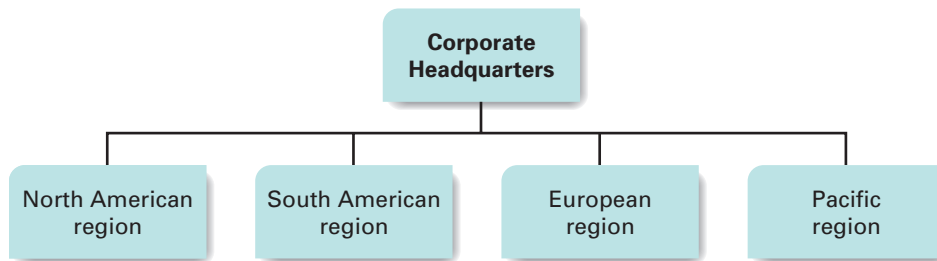 Corporate
Headquarters
North American
region
South American
region
European
region
Pacific
region